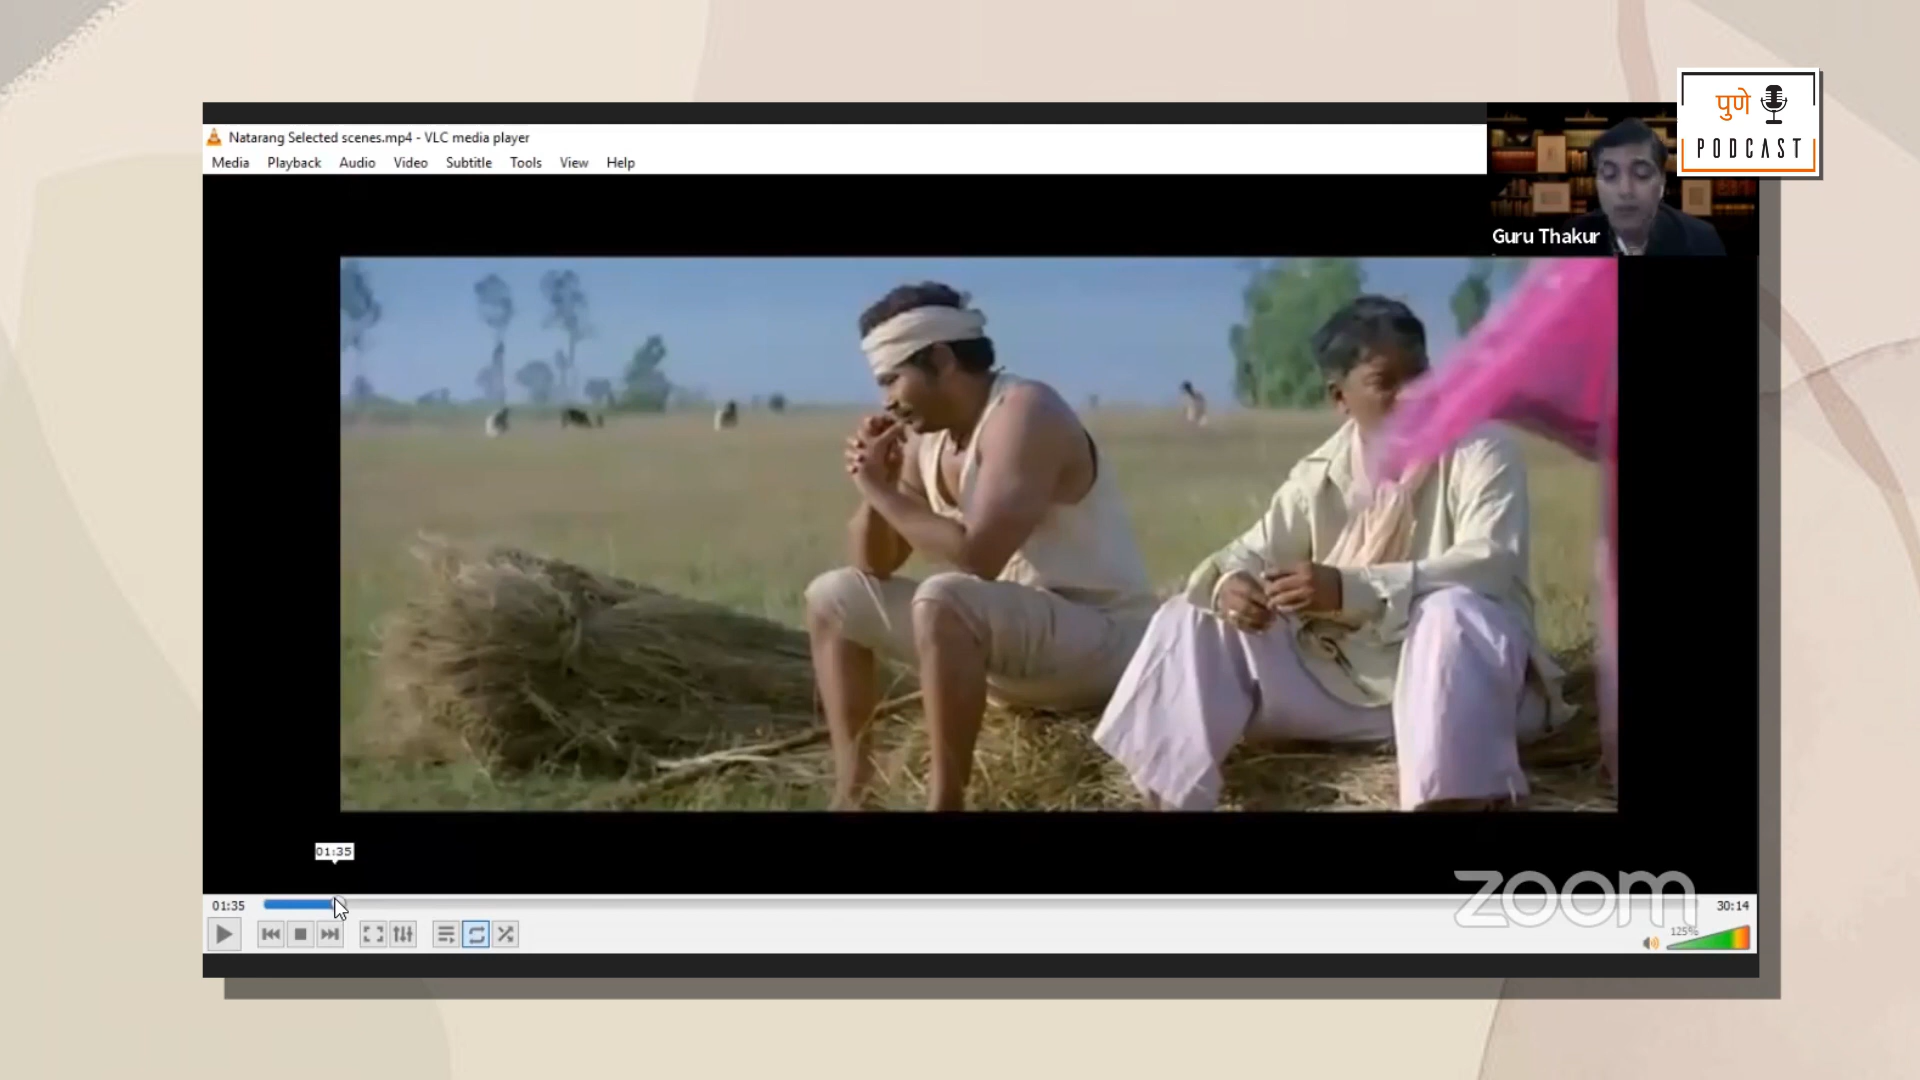 Natarang Selected scenes.mp4 - VLC media player
Media Playback Audio Video Subtitle Tools View Help
पुणे
PODCAST
Guru Thakur
01:35
zoom
01:35
30:14
125%